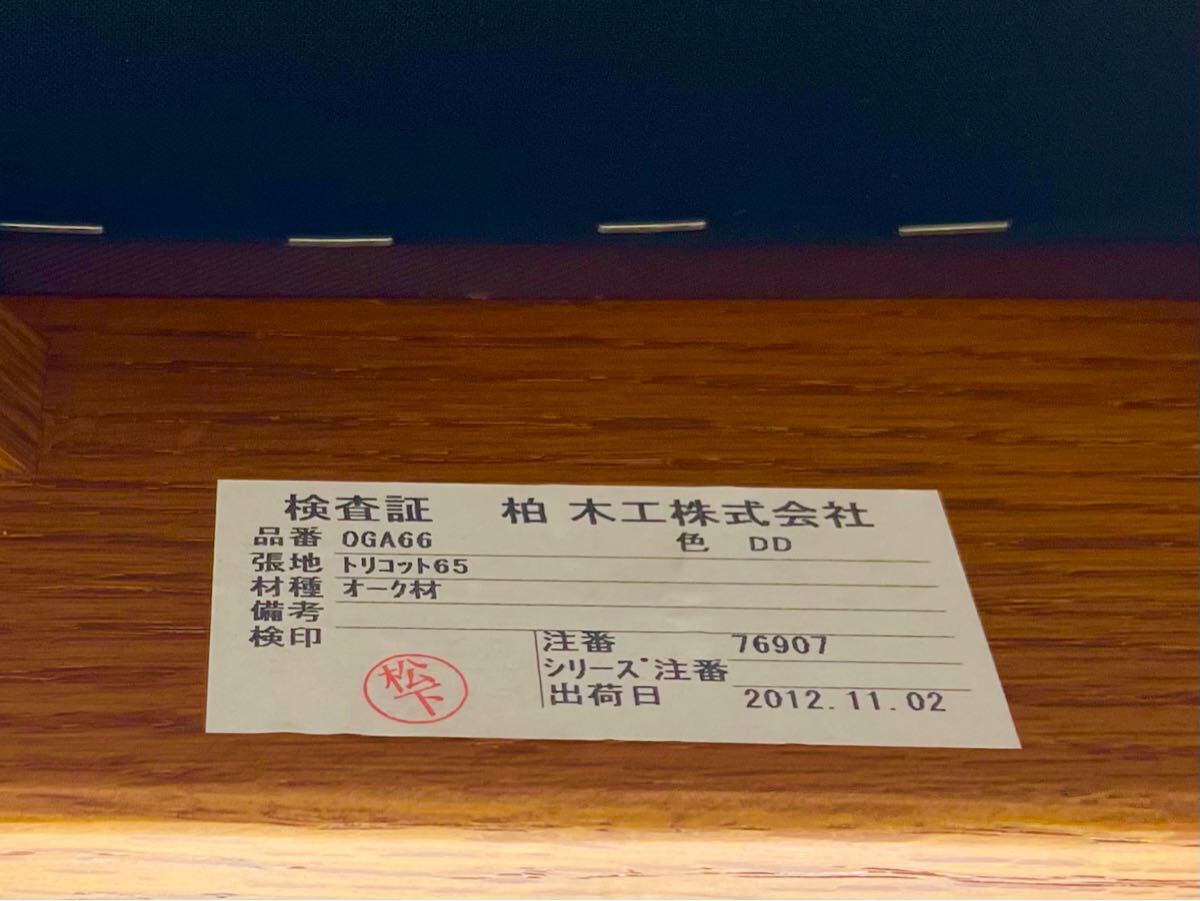 検査証 柏木工株式会社
品番 OGA66 色 DD
張地 トリコット65
材種 オーク材
備考
検印
注番 76907
シリーズ注番
出荷日 2012.11.02
松下